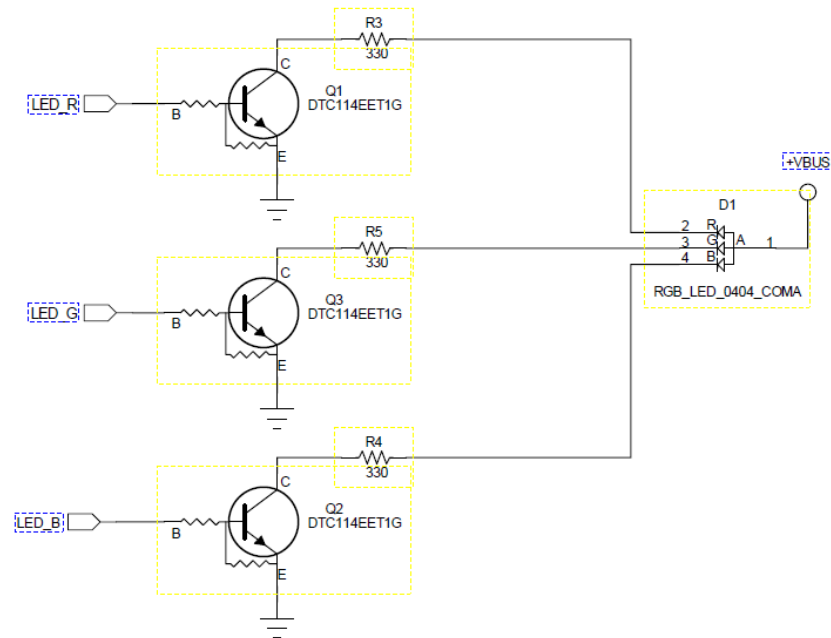 R3
330
C
Q1
DTC114EET1G
LED_R
B
E
+VBUS
D1
R5
330
2
R
3
G
A
1
4
B
RGB_LED_0404_COMA
C
Q3
DTC114EET1G
LED_G
B
E
R4
330
C
Q2
DTC114EET1G
LED_B
B
E